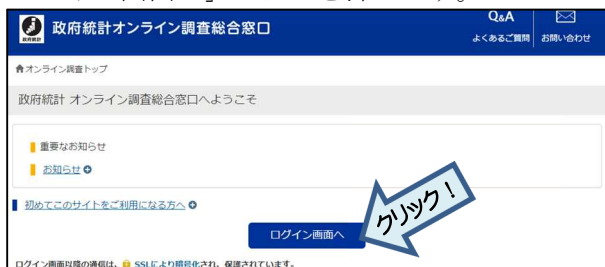 政府統計オンライン調査総合窓口
Q&A
よくあるご質問
お問い合わせ
オンライン調査トップ
政府統計 オンライン調査総合窓口へようこそ
重要なお知らせ
お知らせ
初めてこのサイトをご利用になる方へ
ログイン画面へ
クリック！
ログイン画面以降の通信は、SSLにより暗号化され、保護されています。